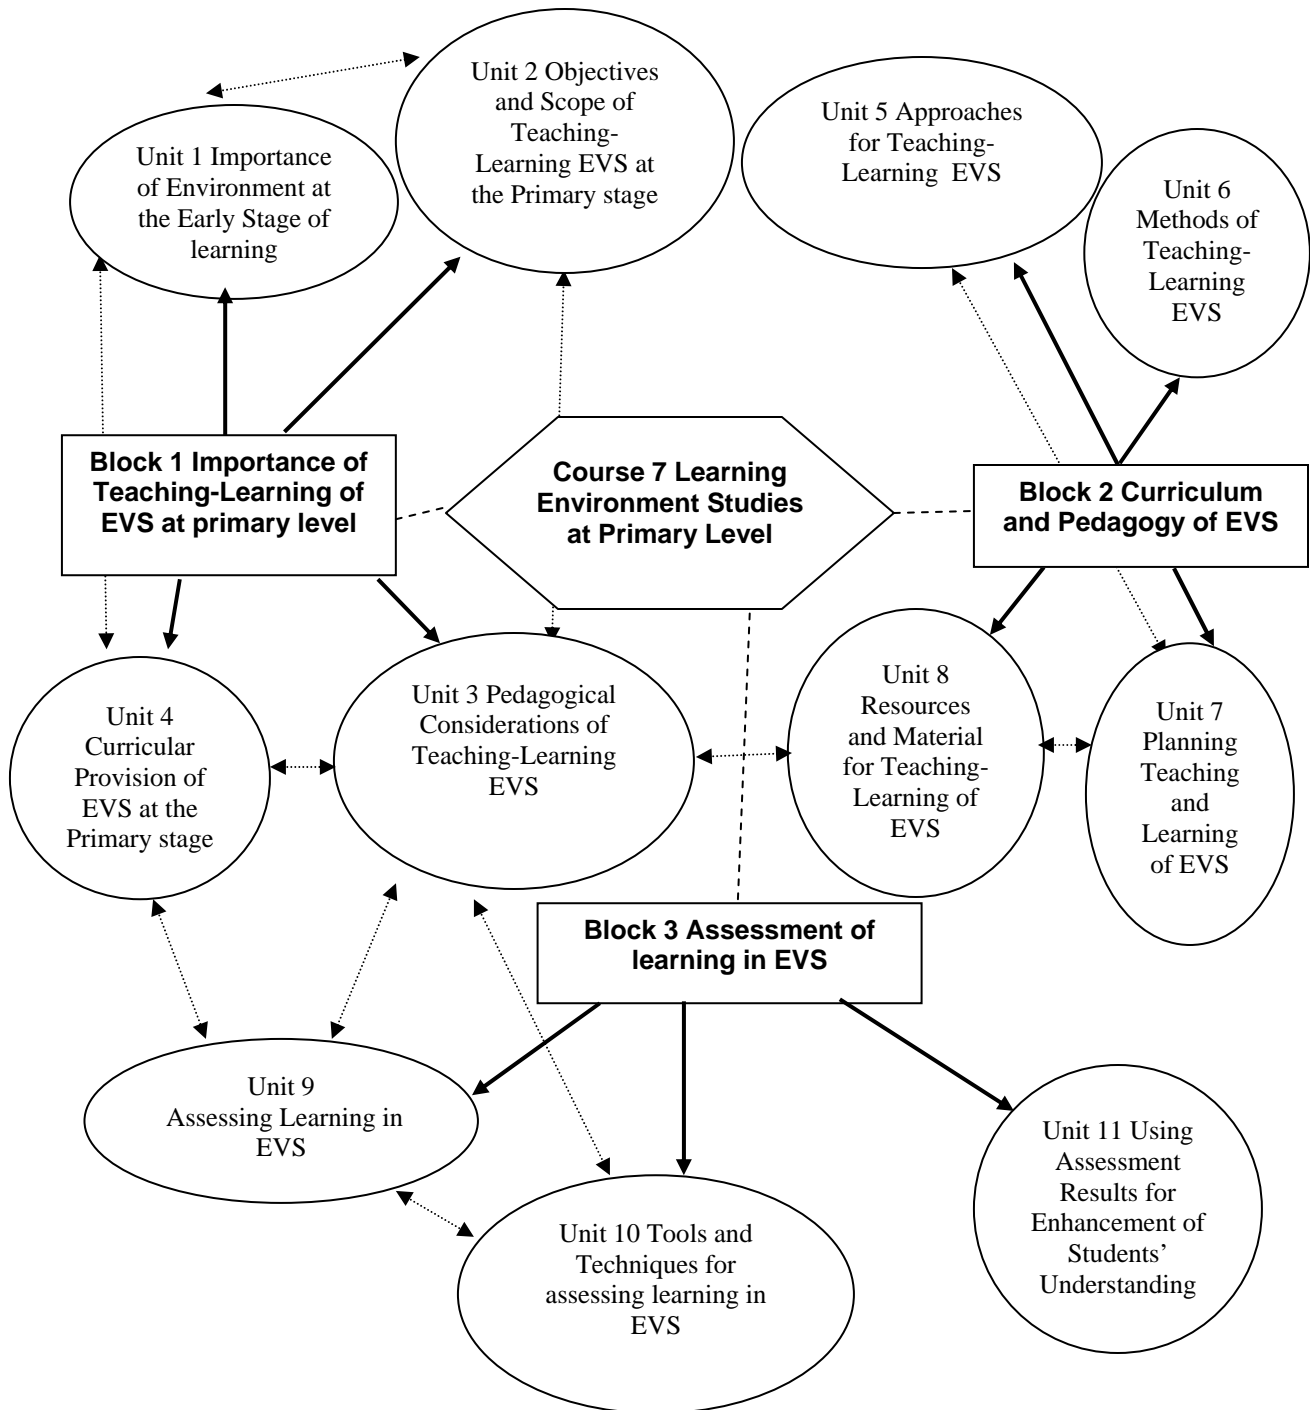 Unit 1 Importance
of Environment at
the Early Stage of
learning
Unit 2 Objectives
and Scope of
Teaching-
Learning EVS at
the Primary stage
Unit 5 Approaches
for Teaching-
Learning EVS
Unit 6
Methods of
Teaching-
Learning
EVS
Block 1 Importance of
Teaching-Learning of
EVS at primary level
Course 7 Learning
Environment Studies
at Primary Level
Block 2 Curriculum
and Pedagogy of EVS
Unit 4
Curricular
Provision of
EVS at the
Primary stage
Unit 3 Pedagogical
Considerations of
Teaching-Learning
EVS
Unit 8
Resources
and Material
for Teaching-
Learning of
EVS
Unit 7
Planning
Teaching
and
Learning
of EVS
Block 3 Assessment of
learning in EVS
Unit 9
Assessing Learning in
EVS
Unit 10 Tools and
Techniques for
assessing learning in
EVS
Unit 11 Using
Assessment
Results for
Enhancement of
Students’
Understanding